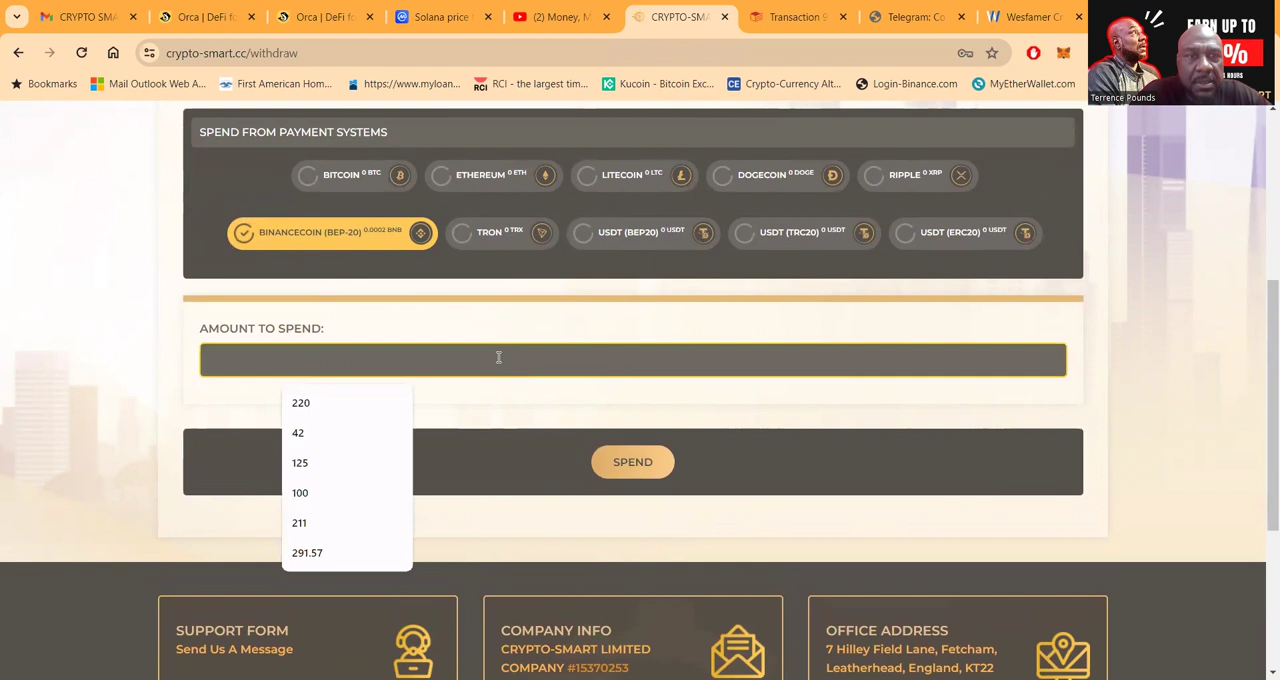 CRYPTO SMA
Orca | DeFi fo
Orca | DeFi fo
Solana price
(2) Money, M
CRYPTO-SMA
Transaction 9
Telegram: Co
Wesfamer Cr
crypto-smart.cc/withdraw
Bookmarks
Mail Outlook Web A...
First American Hom...
https://www.myloan...
RCI - the largest tim...
Kucoin - Bitcoin Exc...
Crypto-Currency Alt...
Login-Binance.com
MyEtherWallet.com
EARN UP TO
%
HOURS
Terrence Pounds
SPEND FROM PAYMENT SYSTEMS
BITCOIN 0 BTC
ETHEREUM 0 ETH
LITECOIN 0 LTC
DOGECOIN 0 DOGE
RIPPLE 0 XRP
BINANCECOIN (BEP-20) 0.0002 BNB
TRON 0 TRX
USDT (BEP20) 0 USDT
USDT (TRC20) 0 USDT
USDT (ERC20) 0 USDT
AMOUNT TO SPEND:
220
42
125
100
211
291.57
SPEND
SUPPORT FORM
Send Us A Message
COMPANY INFO
CRYPTO-SMART LIMITED
COMPANY #15370253
OFFICE ADDRESS
7 Hilley Field Lane, Fetcham,
Leatherhead, England, KT22